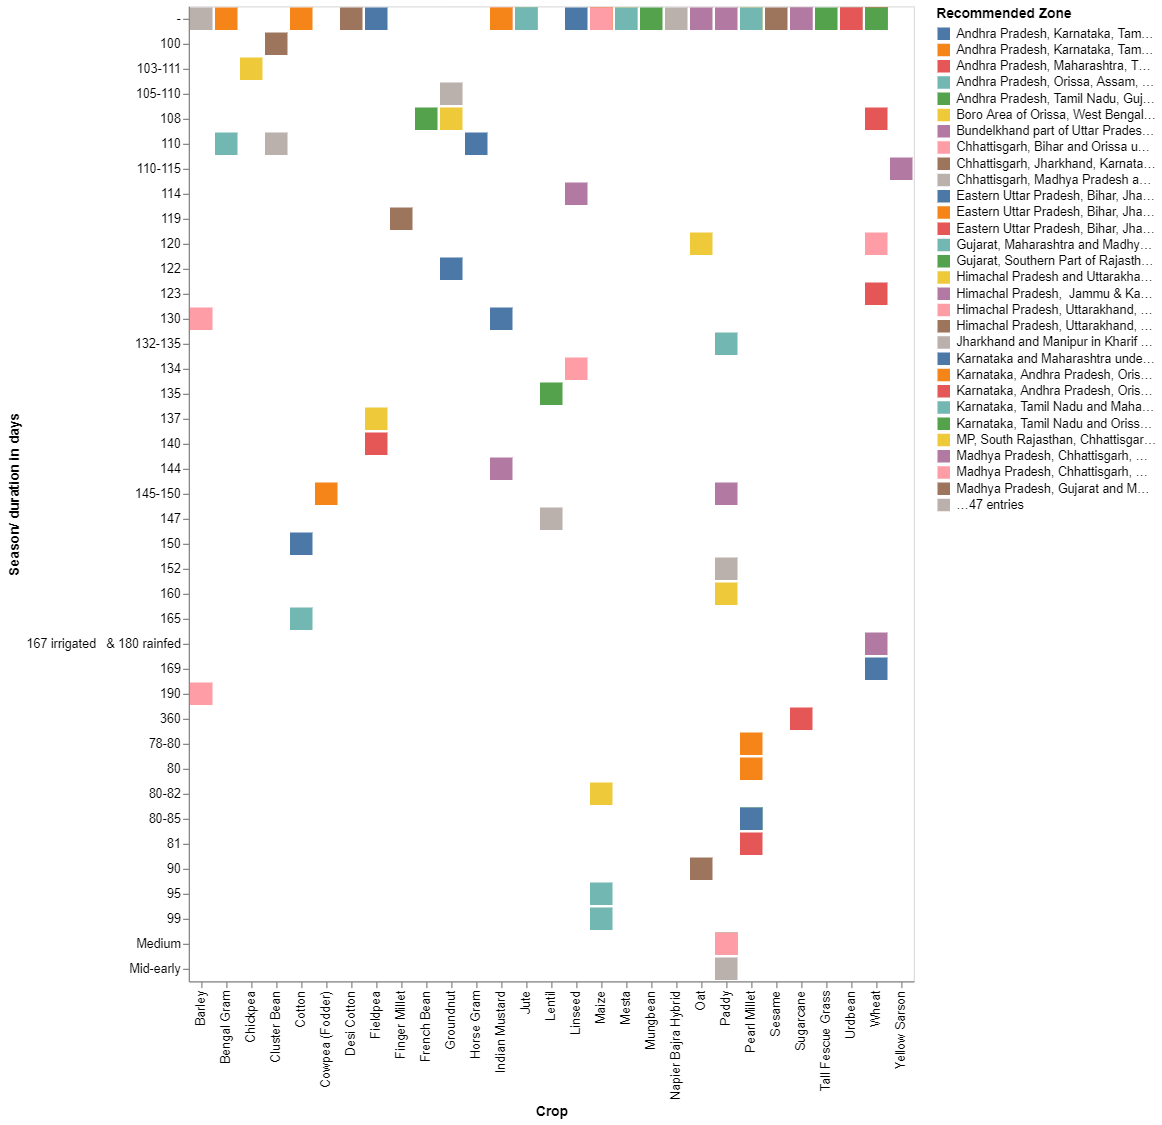 Recommended Zone
Andhra Pradesh, Karnataka, Tam…
Andhra Pradesh, Karnataka, Tam…
Andhra Pradesh, Maharashtra, T…
Andhra Pradesh, Orissa, Assam, …
Andhra Pradesh, Tamil Nadu, Guj…
Boro Area of Orissa, West Bengal…
Bundelkhand part of Uttar Prades…
Chhattisgarh, Bihar and Orissa u…
Chhattisgarh, Jharkhand, Karnata…
Chhattisgarh, Madhya Pradesh a…
Eastern Uttar Pradesh, Bihar, Jha…
Eastern Uttar Pradesh, Bihar, Jha…
Eastern Uttar Pradesh, Bihar, Jha…
Gujarat, Maharashtra and Madhy…
Gujarat, Southern Part of Rajasth…
Himachal Pradesh and Uttarakha…
Himachal Pradesh,  Jammu & Ka…
Himachal Pradesh, Uttarakhand, …
Himachal Pradesh, Uttarakhand, …
Jharkhand and Manipur in Kharif …
Karnataka and Maharashtra unde…
Karnataka, Andhra Pradesh, Oris…
Karnataka, Andhra Pradesh, Oris…
Karnataka, Tamil Nadu and Maha…
Karnataka, Tamil Nadu and Oriss…
MP, South Rajasthan, Chhattisgar…
Madhya Pradesh, Chhattisgarh, …
Madhya Pradesh, Chhattisgarh, …
Madhya Pradesh, Gujarat and M…
…47 entries
Season/ duration in days
-
100
103-111
105-110
108
110
110-115
114
119
120
122
123
130
132-135
134
135
137
140
144
145-150
147
150
152
160
165
167 irrigated   & 180 rainfed
169
190
360
78-80
80
80-82
80-85
81
90
95
99
Medium
Mid-early
Barley
Bengal Gram
Chickpea
Cluster Bean
Cotton
Cowpea (Fodder)
Desi Cotton
Fieldpea
Finger Millet
French Bean
Groundnut
Horse Gram
Indian Mustard
Jute
Lentil
Linseed
Maize
Mesta
Mungbean
Napier Bajra Hybrid
Oat
Paddy
Pearl Millet
Sesame
Sugarcane
Tall Fescue Grass
Urdbean
Wheat
Yellow Sarson
Crop